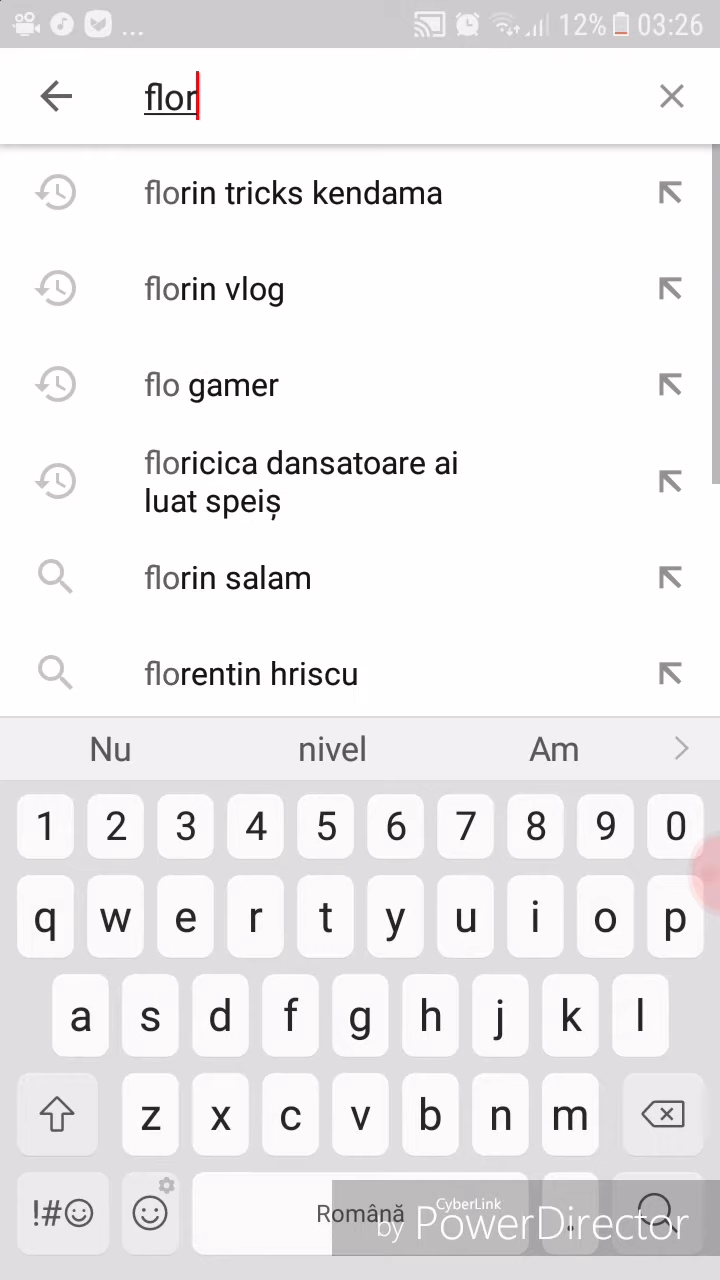 ... 12% 03:26
flor
florin tricks kendama
florin vlog
flo gamer
floricica dansatoare ai
luat speiș
florin salam
florentin hriscu
Nu nivel Am
1 2 3 4 5 6 7 8 9 0
q w e r t y u i o p
a s d f g h j k l
z x c v b n m
!#☺ Română .
CyberLink
by PowerDirector